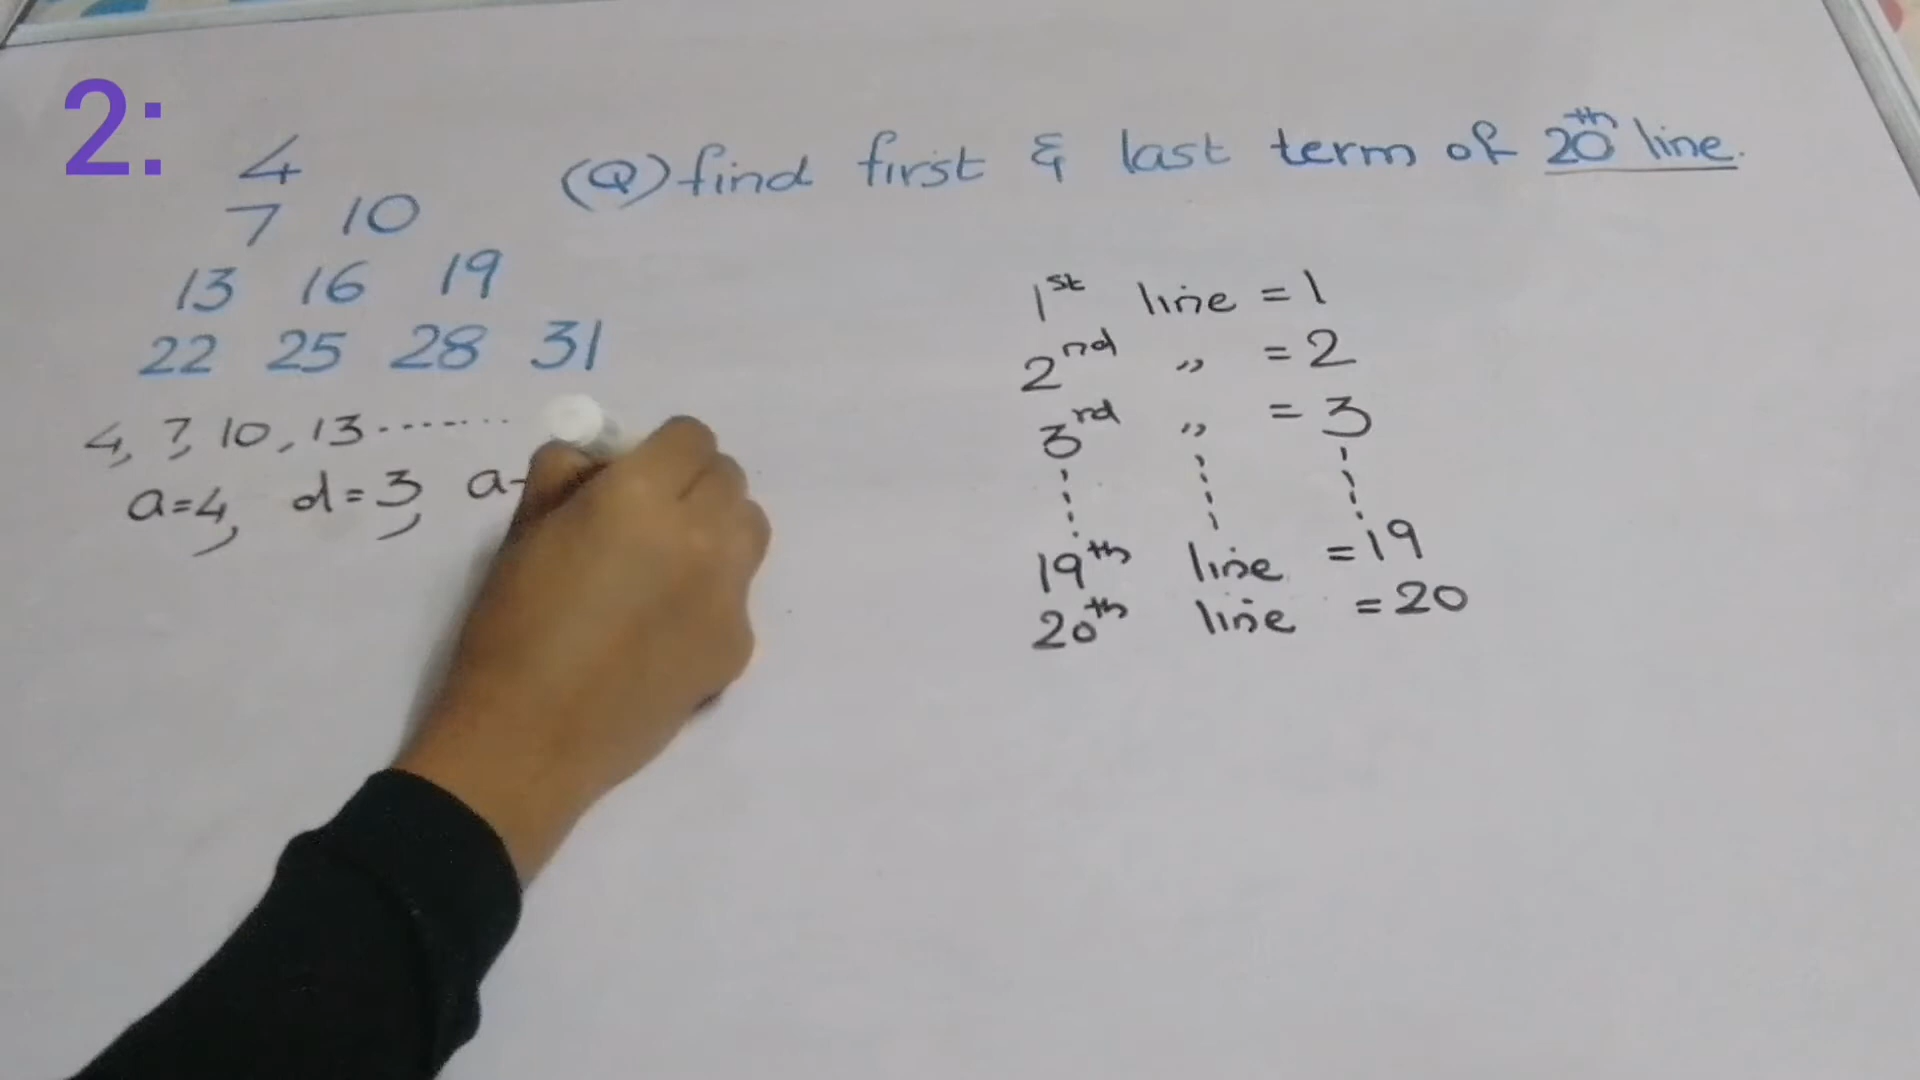 2:
4
7 10
13 16 19
22 25 28 31
4, 7, 10, 13 .......
a=4, d=3, a-
(Q) find first & last term of 20th line.
1st line = 1
2nd " = 2
3rd " = 3
19th line = 19
20th line = 20